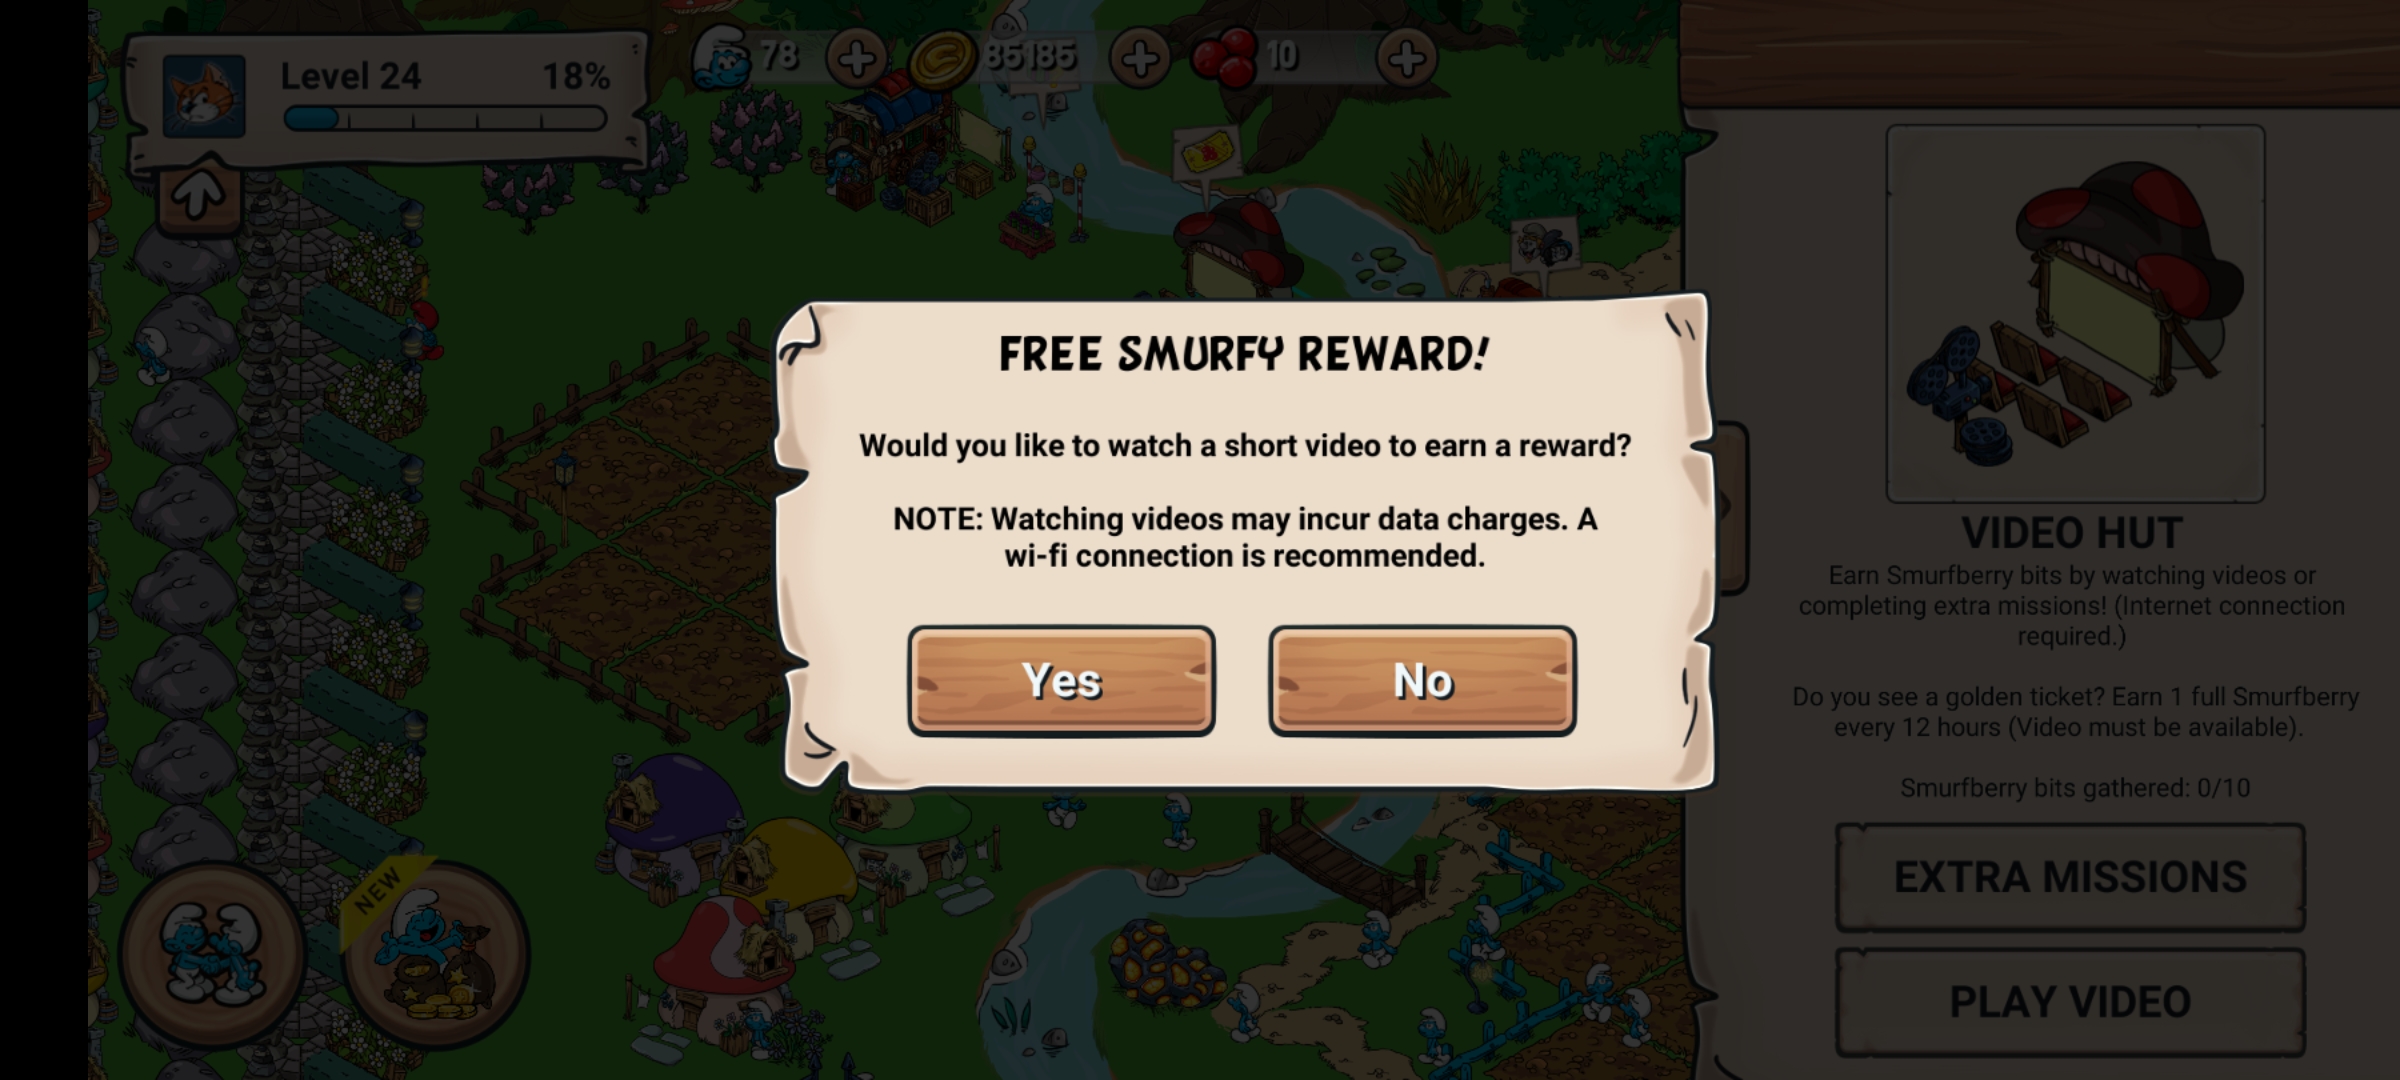 Level 24
18%
78
85185
10
FREE SMURFY REWARD!
Would you like to watch a short video to earn a reward?
NOTE: Watching videos may incur data charges. A
wi-fi connection is recommended.
Yes
No
NEW
VIDEO HUT
Earn Smurfberry bits by watching videos or
completing extra missions! (Internet connection
required.)
Do you see a golden ticket? Earn 1 full Smurfberry
every 12 hours (Video must be available).
Smurfberry bits gathered: 0/10
EXTRA MISSIONS
PLAY VIDEO